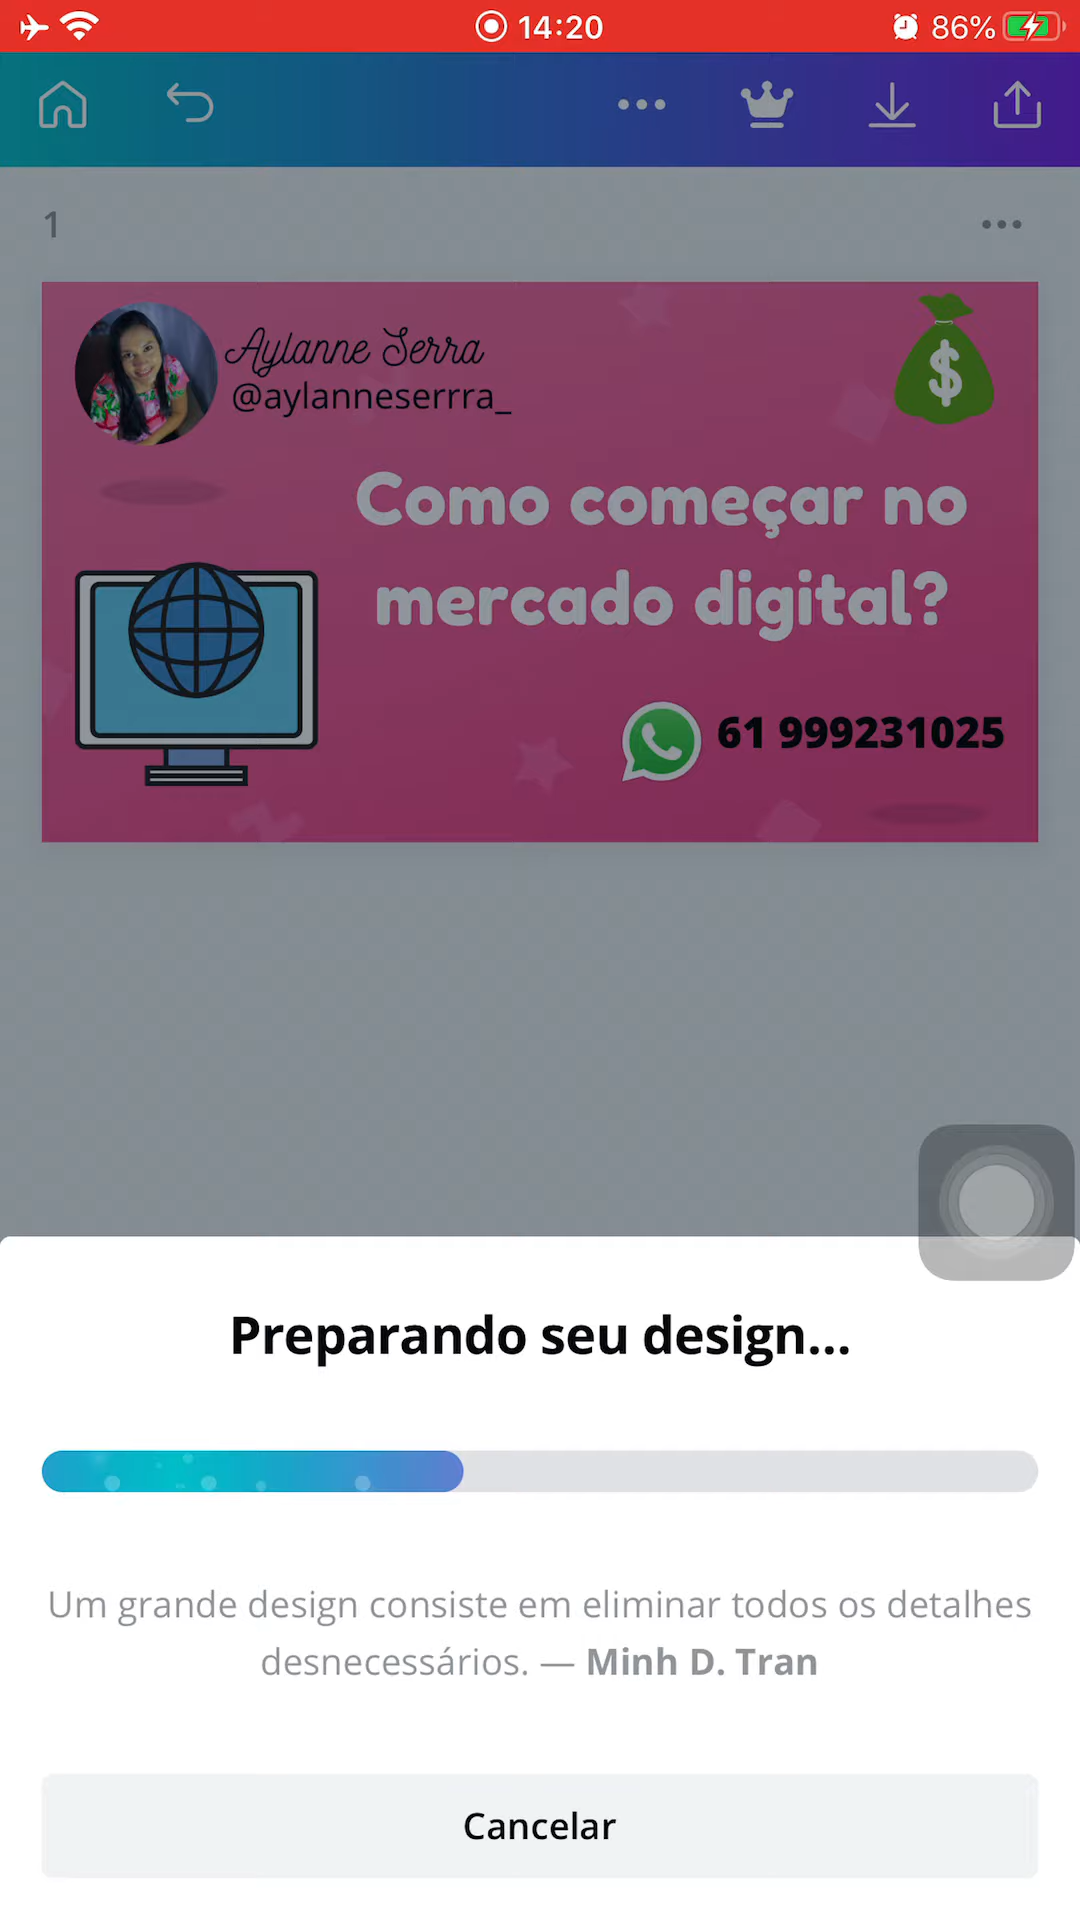 14:20
86%
1
Aylanne Serra
@aylanneserrra_
$
Como começar no
mercado digital?
61 999231025
Preparando seu design...
Um grande design consiste em eliminar todos os detalhes
desnecessários. — Minh D. Tran
Cancelar